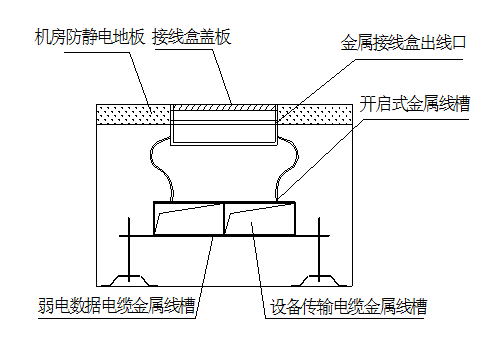 机房防静电地板
接线盒盖板
金属接线盒出线口
开启式金属线槽
弱电数据电缆金属线槽
设备传输电缆金属线槽